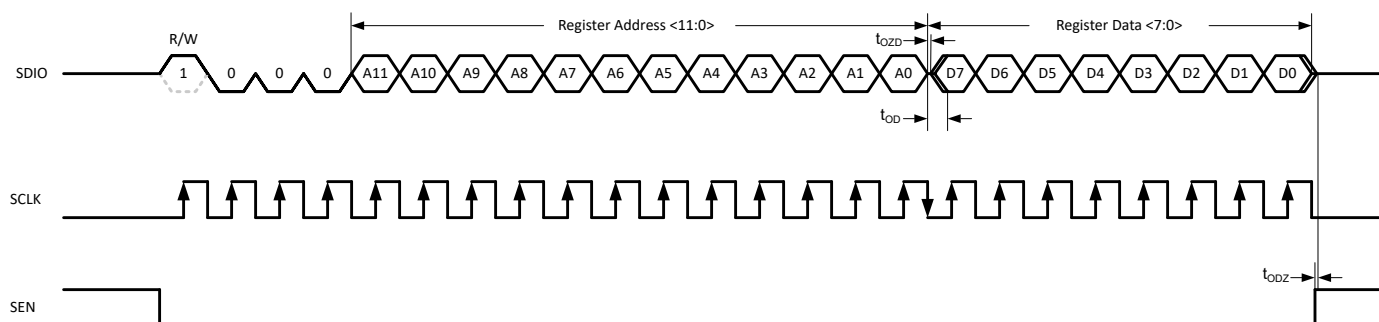 Register Address <11:0> Register Data <7:0>
R/W tOZD
SDIO 1 0 0 0 A11 A10 A9 A8 A7 A6 A5 A4 A3 A2 A1 A0 D7 D6 D5 D4 D3 D2 D1 D0
tOD
SCLK
tODZ
SEN